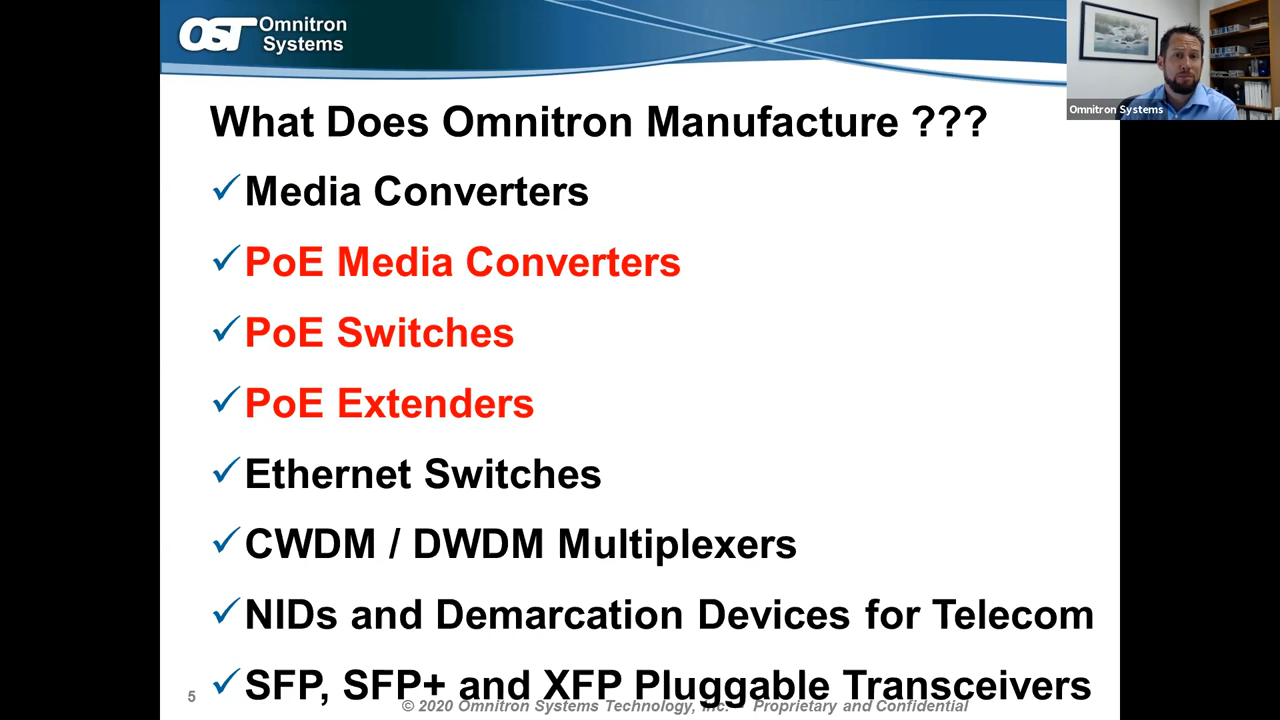 OST
Omnitron
Systems
Omnitron Systems
What Does Omnitron Manufacture ???
Media Converters
PoE Media Converters
PoE Switches
PoE Extenders
Ethernet Switches
CWDM / DWDM Multiplexers
NIDs and Demarcation Devices for Telecom
SFP, SFP+ and XFP Pluggable Transceivers
5
© 2020 Omnitron Systems Technology, Inc. - Proprietary and Confidential